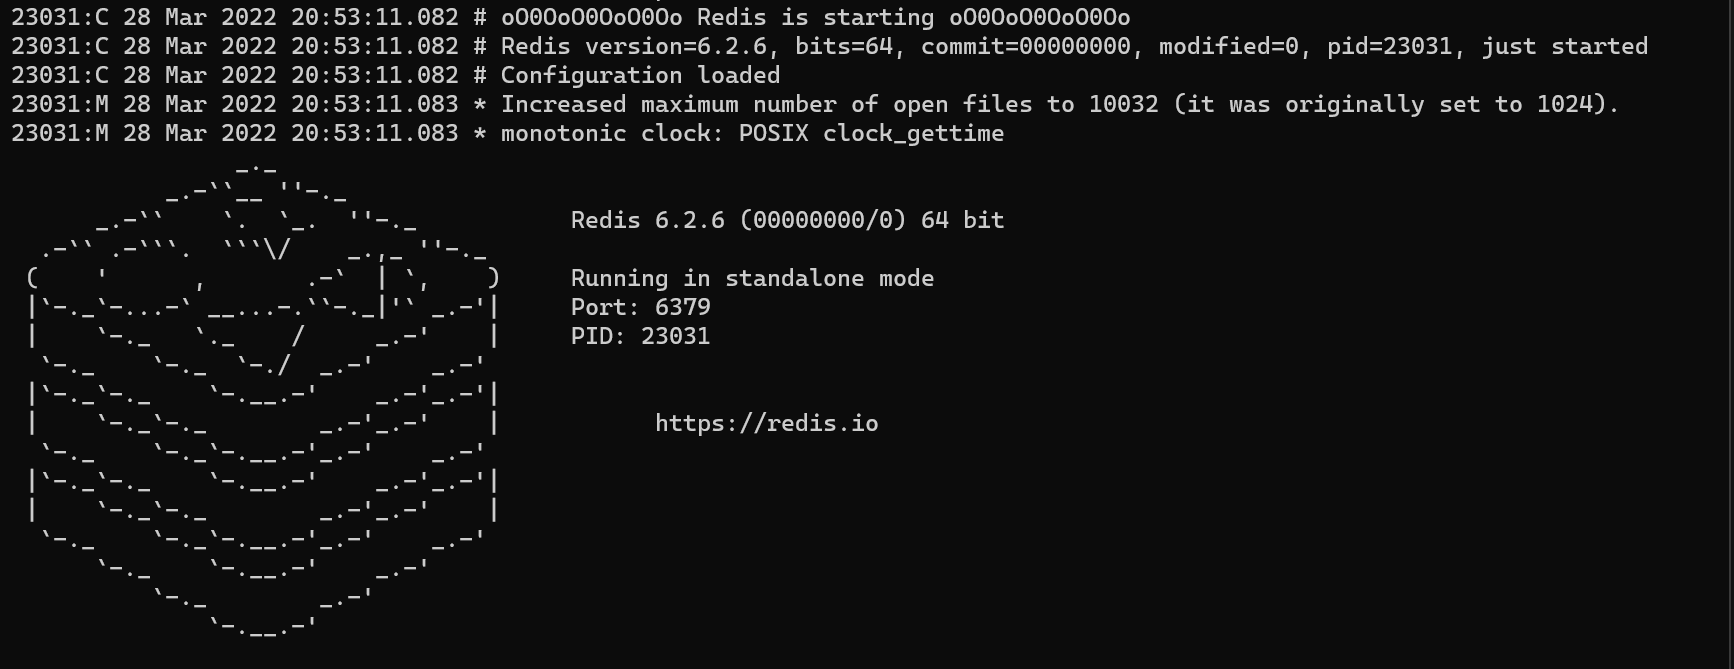 23031:C 28 Mar 2022 20:53:11.082 # oO0OoO0OoO0Oo Redis is starting oO0OoO0OoO0Oo
23031:C 28 Mar 2022 20:53:11.082 # Redis version=6.2.6, bits=64, commit=00000000, modified=0, pid=23031, just started
23031:C 28 Mar 2022 20:53:11.082 # Configuration loaded
23031:M 28 Mar 2022 20:53:11.083 * Increased maximum number of open files to 10032 (it was originally set to 1024).
23031:M 28 Mar 2022 20:53:11.083 * monotonic clock: POSIX clock_gettime
Redis 6.2.6 (00000000/0) 64 bit
Running in standalone mode
Port: 6379
PID: 23031
https://redis.io